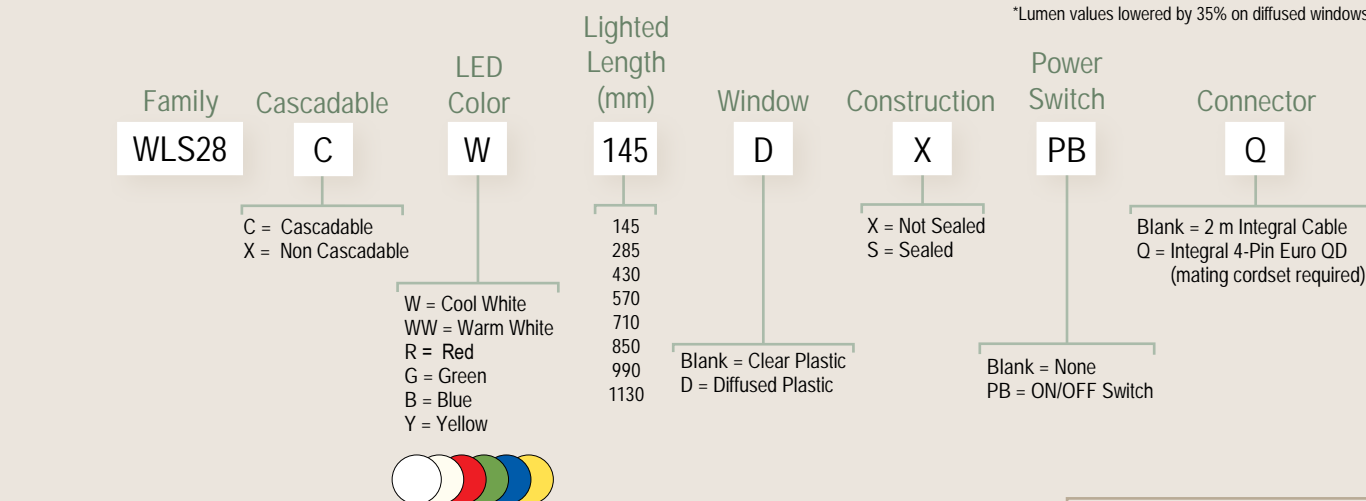 *Lumen values lowered by 35% on diffused windows
Family
Cascadable
LED
Color
Lighted
Length
(mm)
Window
Construction
Power
Switch
Connector
WLS28
C
W
145
D
X
PB
Q
C = Cascadable
X = Non Cascadable
W = Cool White
WW = Warm White
R = Red
G = Green
B = Blue
Y = Yellow
145
285
430
570
710
850
990
1130
Blank = Clear Plastic
D = Diffused Plastic
X = Not Sealed
S = Sealed
Blank = None
PB = ON/OFF Switch
Blank = 2 m Integral Cable
Q = Integral 4-Pin Euro QD
(mating cordset required)